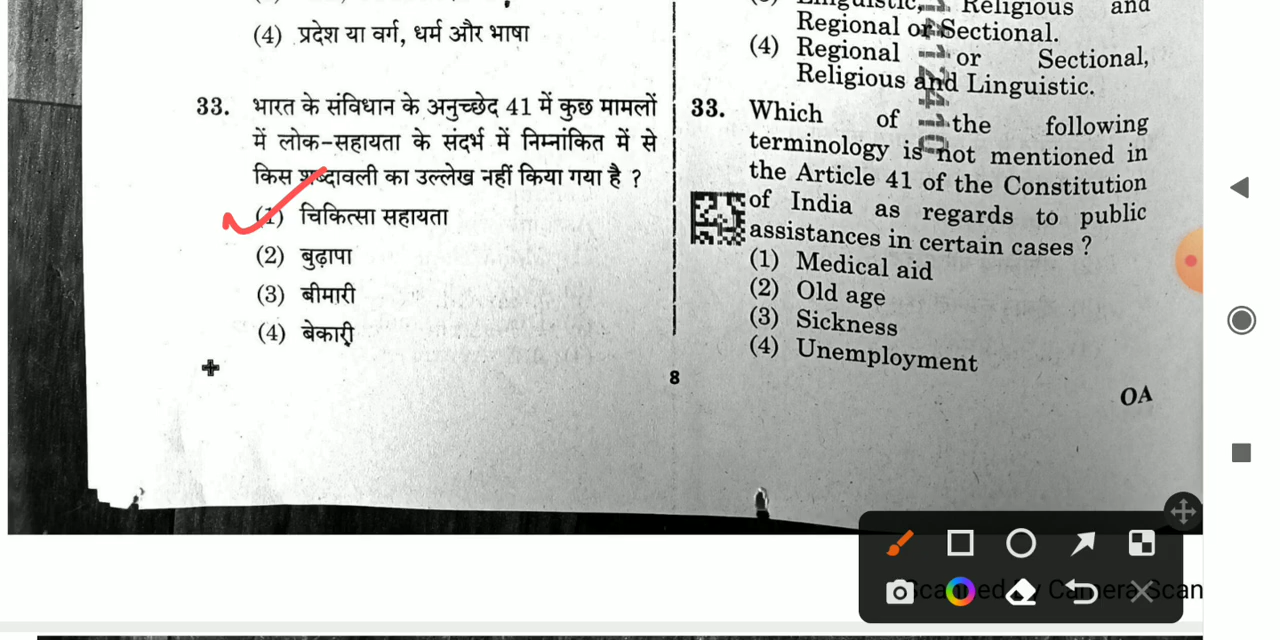 (4) प्रदेश या वर्ग, धर्म और भाषा
33. भारत के संविधान के अनुच्छेद 41 में कुछ मामलों
में लोक-सहायता के संदर्भ में निम्नांकित में से
किस शब्दावली का उल्लेख नहीं किया गया है ?
(1) चिकित्सा सहायता
(2) बुढ़ापा
(3) बीमारी
(4) बेकारी
Linguistic, Religious and
Regional or Sectional.
(4) Regional or Sectional,
Religious and Linguistic.
33. Which of the following
terminology is not mentioned in
the Article 41 of the Constitution
of India as regards to public
assistances in certain cases ?
(1) Medical aid
(2) Old age
(3) Sickness
(4) Unemployment
8
OA